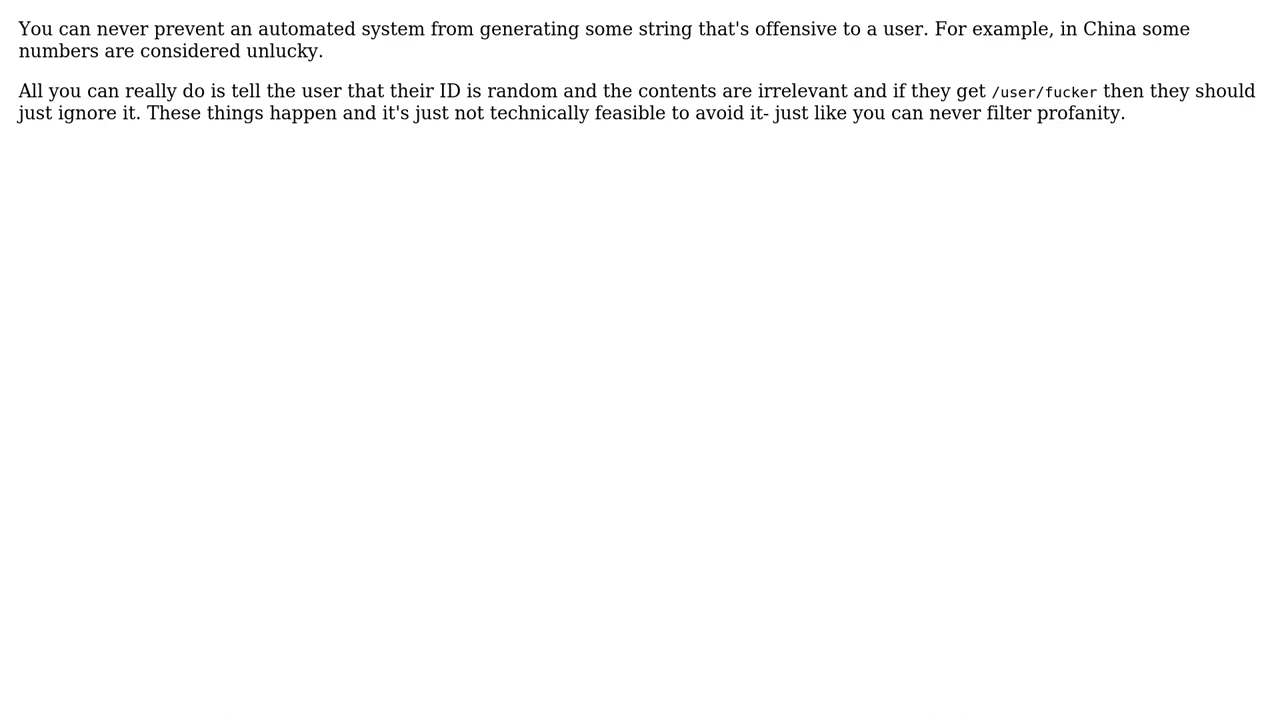 You can never prevent an automated system from generating some string that's offensive to a user. For example, in China some
numbers are considered unlucky.
All you can really do is tell the user that their ID is random and the contents are irrelevant and if they get /user/fucker then they should
just ignore it. These things happen and it's just not technically feasible to avoid it- just like you can never filter profanity.